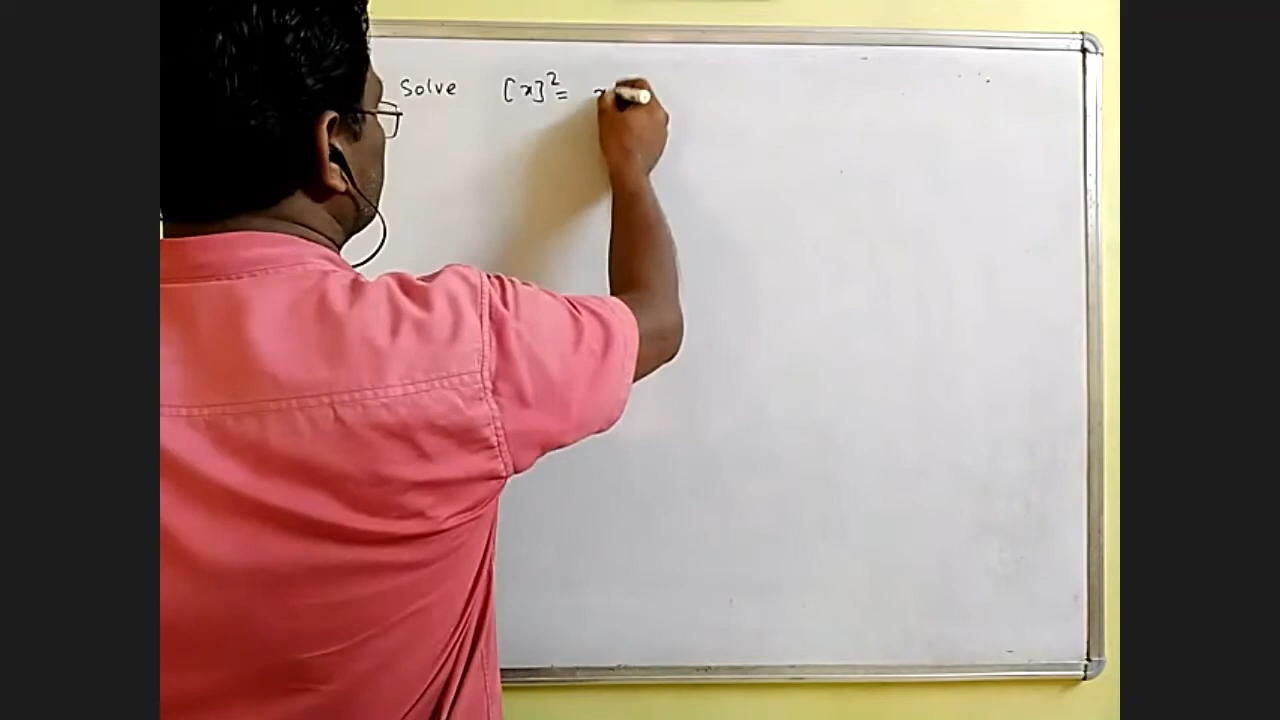 Solve [x]² = x